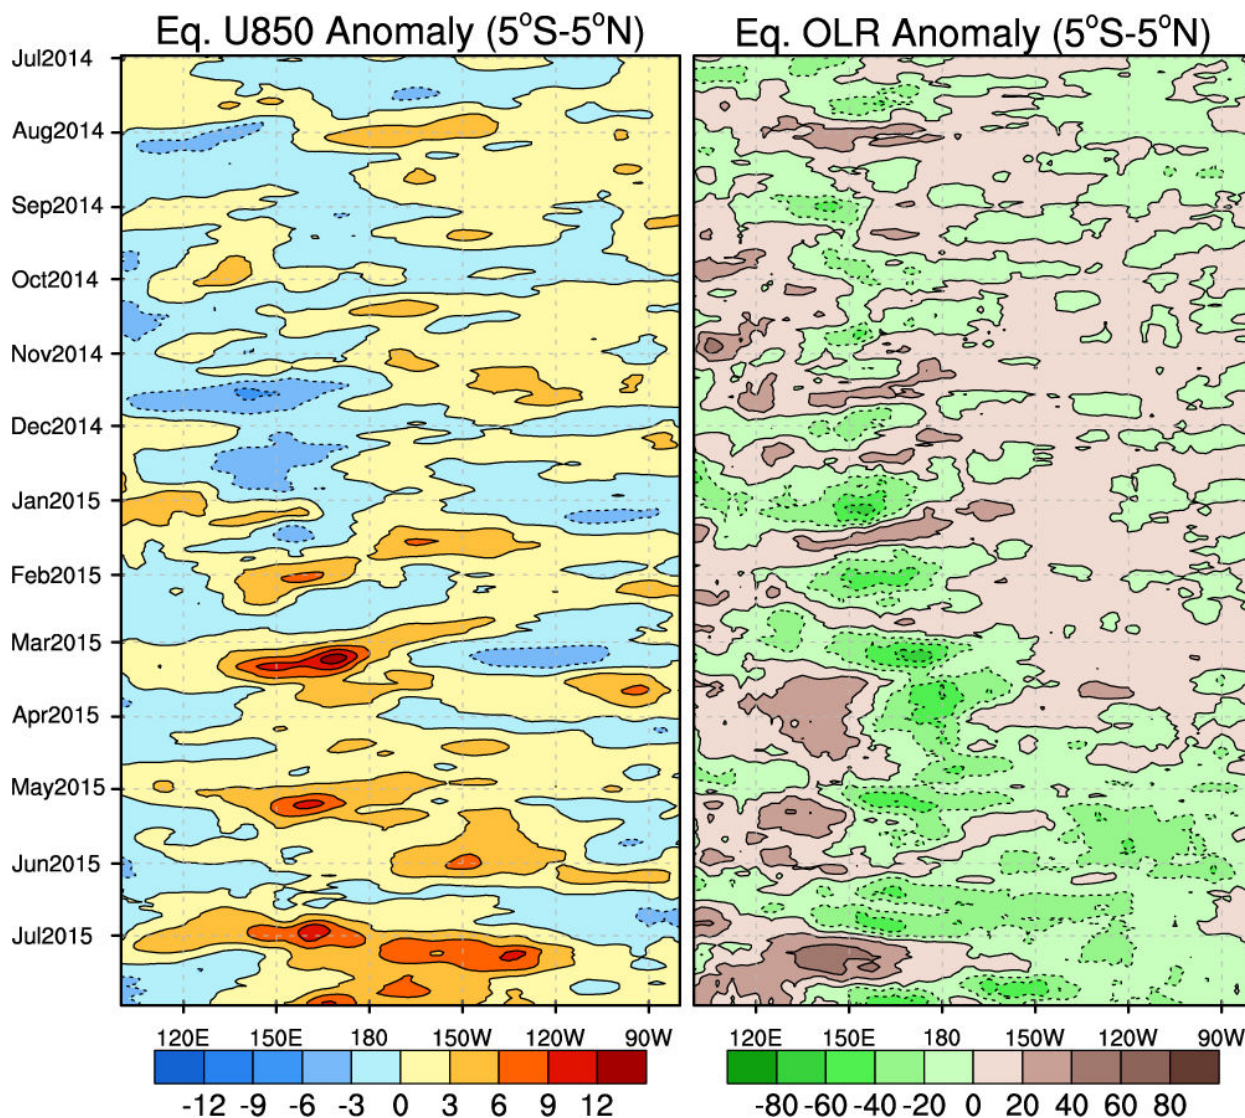 Eq. U850 Anomaly (5°S-5°N)
Eq. OLR Anomaly (5°S-5°N)
Jul2014
Aug2014
Sep2014
Oct2014
Nov2014
Dec2014
Jan2015
Feb2015
Mar2015
Apr2015
May2015
Jun2015
Jul2015
120E 150E 180 150W 120W 90W
120E 150E 180 150W 120W 90W
-12 -9 -6 -3 0 3 6 9 12
-80 -60 -40 -20 0 20 40 60 80